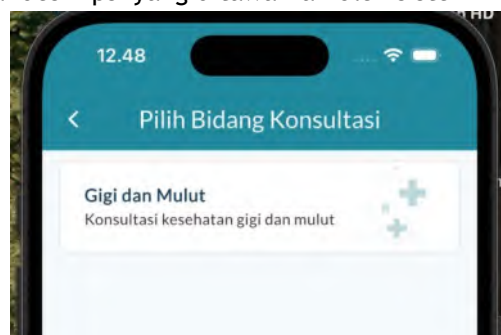 12.48
Pilih Bidang Konsultasi
Gigi dan Mulut
Konsultasi kesehatan gigi dan mulut